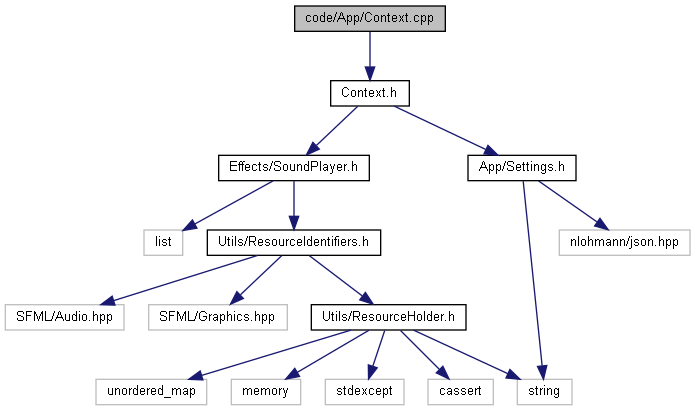 code/App/Context.cpp
Context.h
Effects/SoundPlayer.h
App/Settings.h
list
Utils/ResourceIdentifiers.h
nlohmann/json.hpp
SFML/Audio.hpp
SFML/Graphics.hpp
Utils/ResourceHolder.h
unordered_map
memory
stdexcept
cassert
string